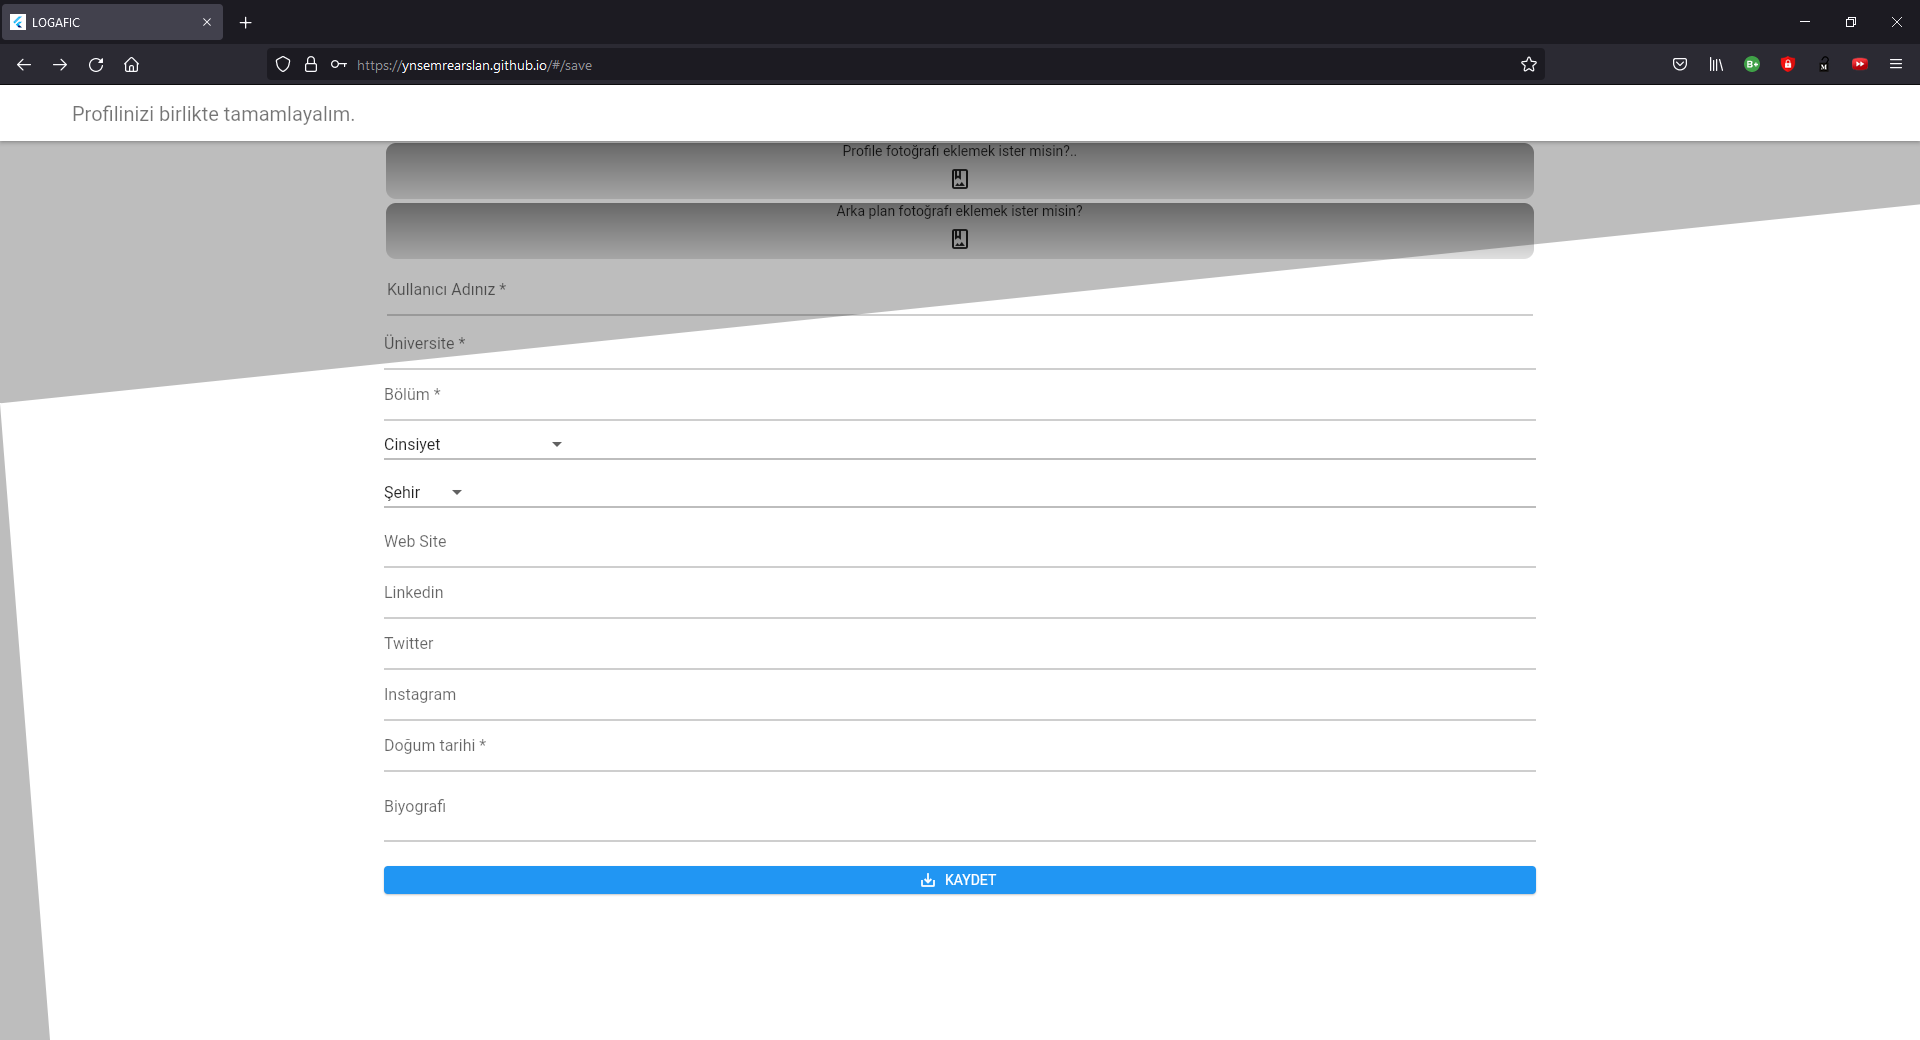 LOGAFIC
https://ynsemrearslan.github.io/#/save
Profilinizi birlikte tamamlayalım.
Profile fotoğrafı eklemek ister misin?..
Arka plan fotoğrafı eklemek ister misin?
Kullanıcı Adınız *
Üniversite *
Bölüm *
Cinsiyet
Şehir
Web Site
Linkedin
Twitter
Instagram
Doğum tarihi *
Biyografi
KAYDET